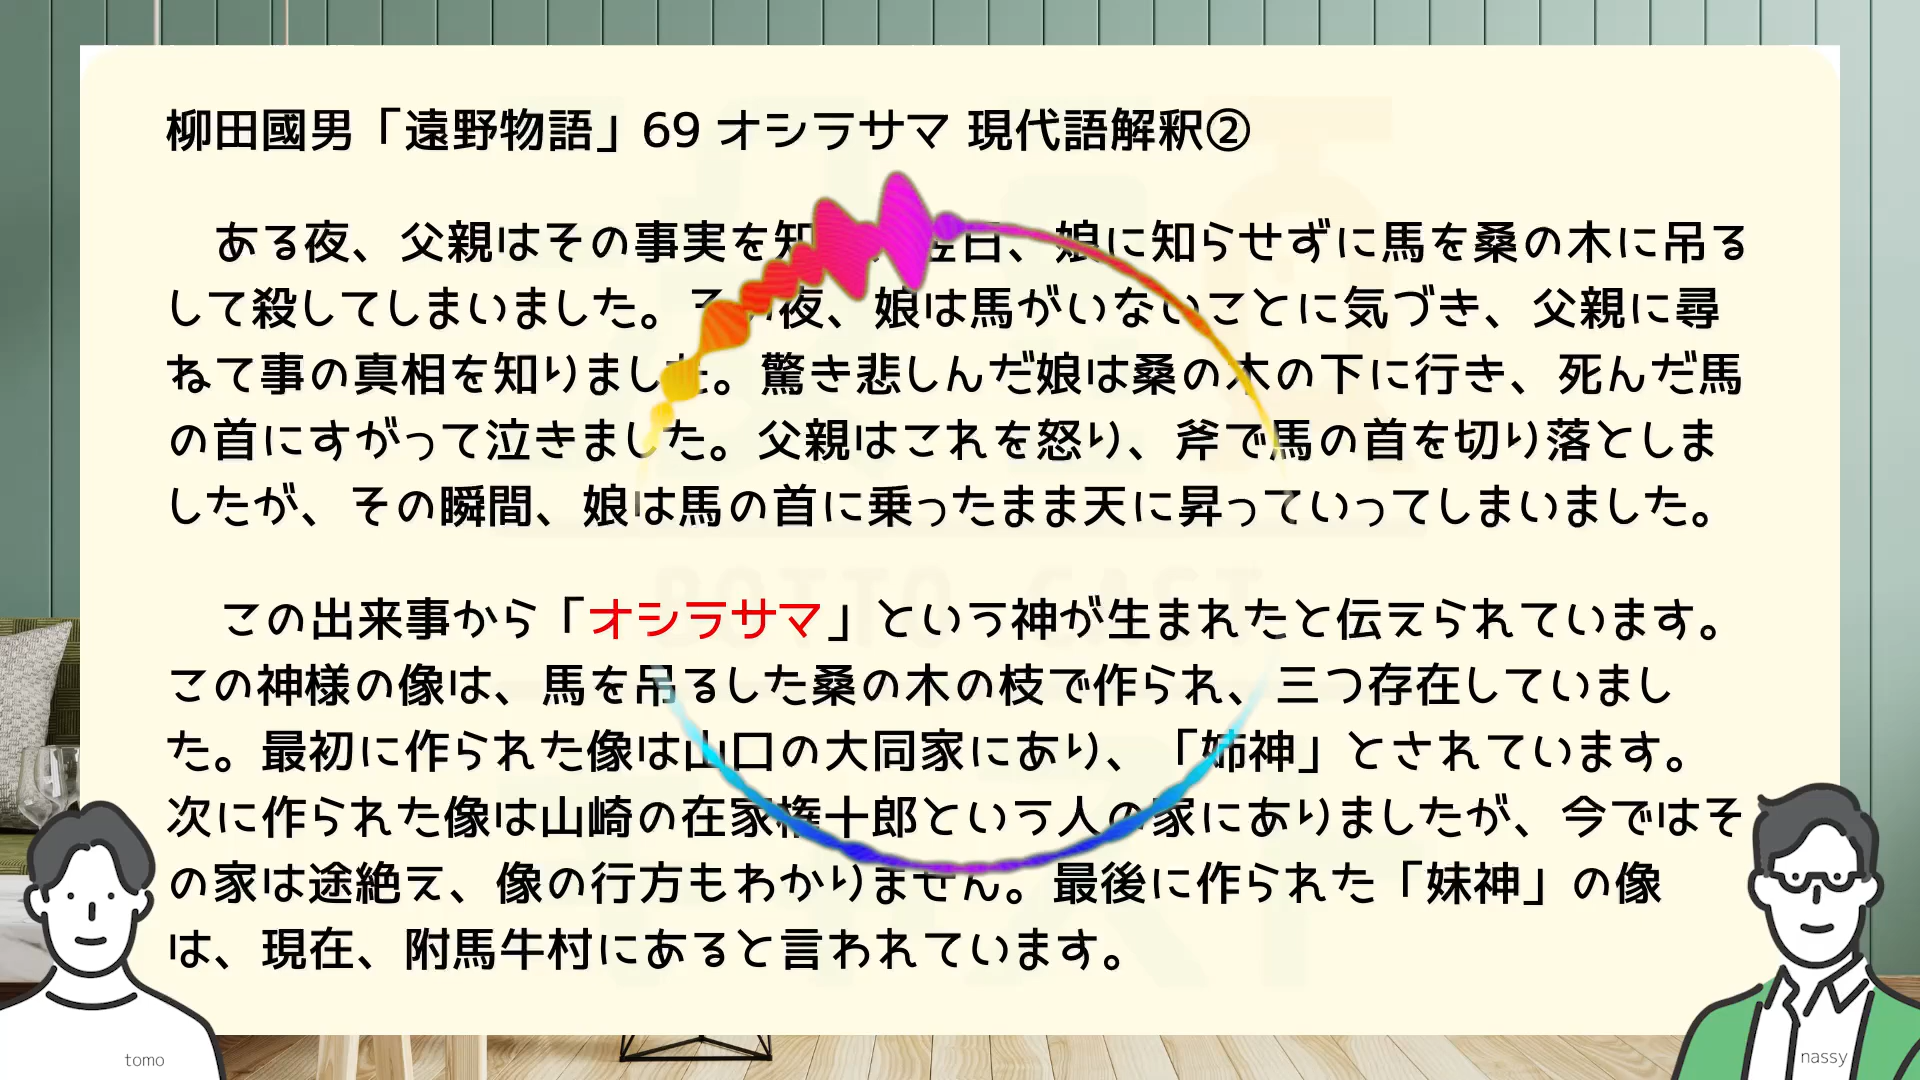 柳田國男「遠野物語」69 オシラサマ 現代語解釈②
ある夜、父親はその事実を知 翌日、娘に知らせずに馬を桑の木に吊る
して殺してしまいました。その夜、娘は馬がいないことに気づき、父親に尋
ねて事の真相を知りました。驚き悲しんだ娘は桑の木の下に行き、死んだ馬
の首にすがって泣きました。父親はこれを怒り、斧で馬の首を切り落としま
したが、その瞬間、娘は馬の首に乗ったまま天に昇っていってしまいました。
この出来事から「オシラサマ」という神が生まれたと伝えられています。
この神様の像は、馬を吊るした桑の木の枝で作られ、三つ存在していまし
た。最初に作られた像は山口の大同家にあり、「姉神」とされています。
次に作られた像は山崎の在家権十郎という人の家にありましたが、今ではそ
の家は途絶え、像の行方もわかりません。最後に作られた「妹神」の像
は、現在、附馬牛村にあると言われています。
BOTTO CAST
tomo
nassy